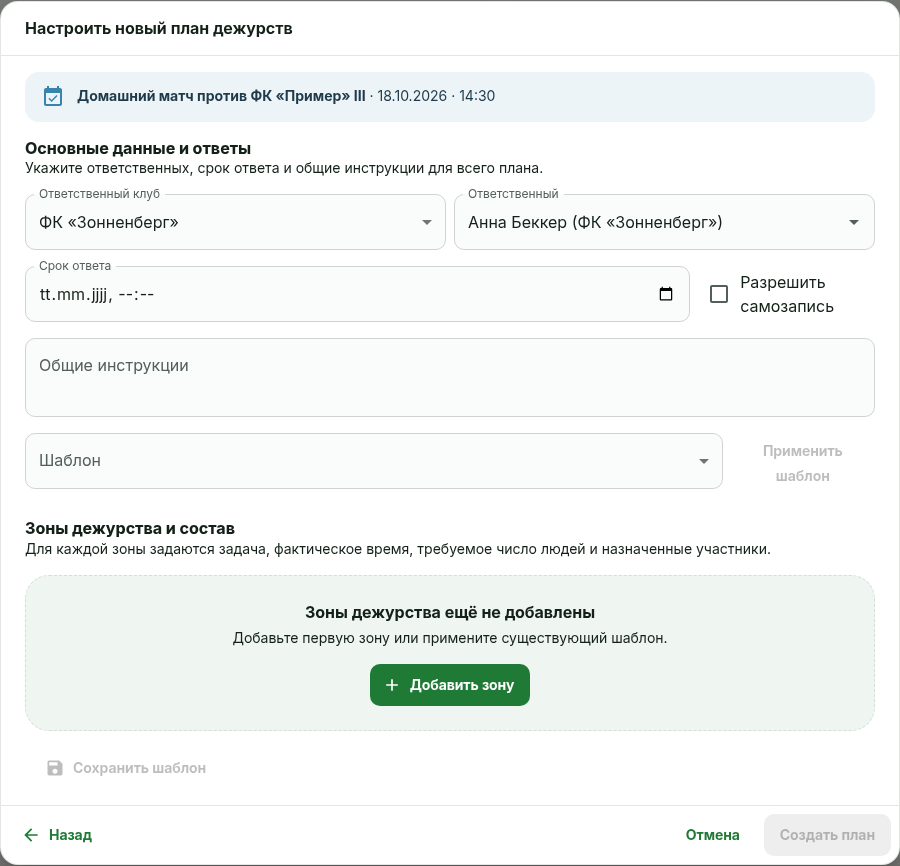 Настроить новый план дежурств
Домашний матч против ФК «Пример» III · 18.10.2026 · 14:30
Основные данные и ответы
Укажите ответственных, срок ответа и общие инструкции для всего плана.
Ответственный клуб
ФК «Зонненберг»
Ответственный
Анна Беккер (ФК «Зонненберг»)
Срок ответа
tt.mm.jjjj, --:--
Разрешить
самозапись
Общие инструкции
Шаблон
Применить
шаблон
Зоны дежурства и состав
Для каждой зоны задаются задача, фактическое время, требуемое число людей и назначенные участники.
Зоны дежурства ещё не добавлены
Добавьте первую зону или примените существующий шаблон.
Добавить зону
Сохранить шаблон
Назад
Отмена
Создать план